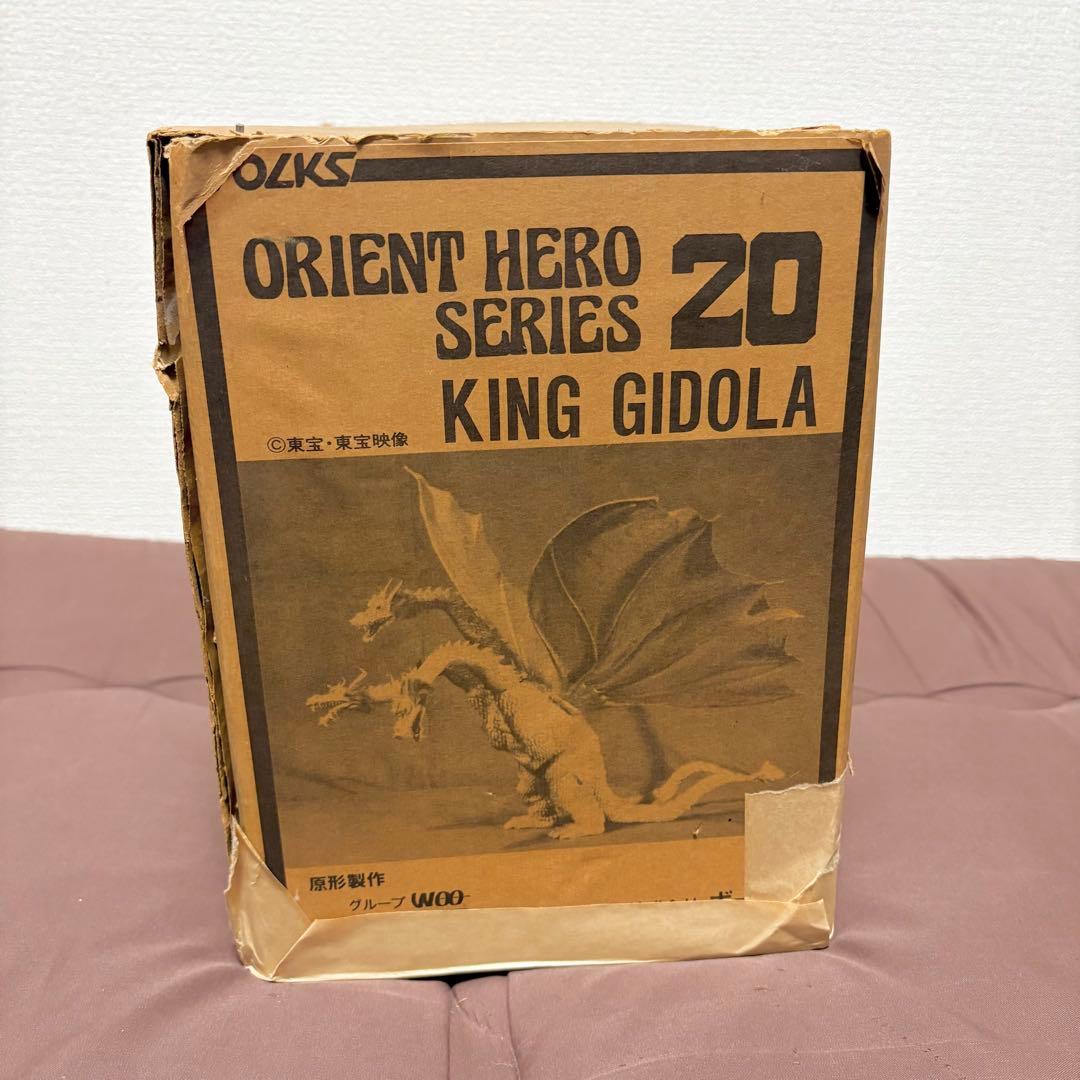 OLKS
ORIENT HERO
SERIES 20
KING GIDOLA
©東宝・東宝映像
原形製作
グループ WOO